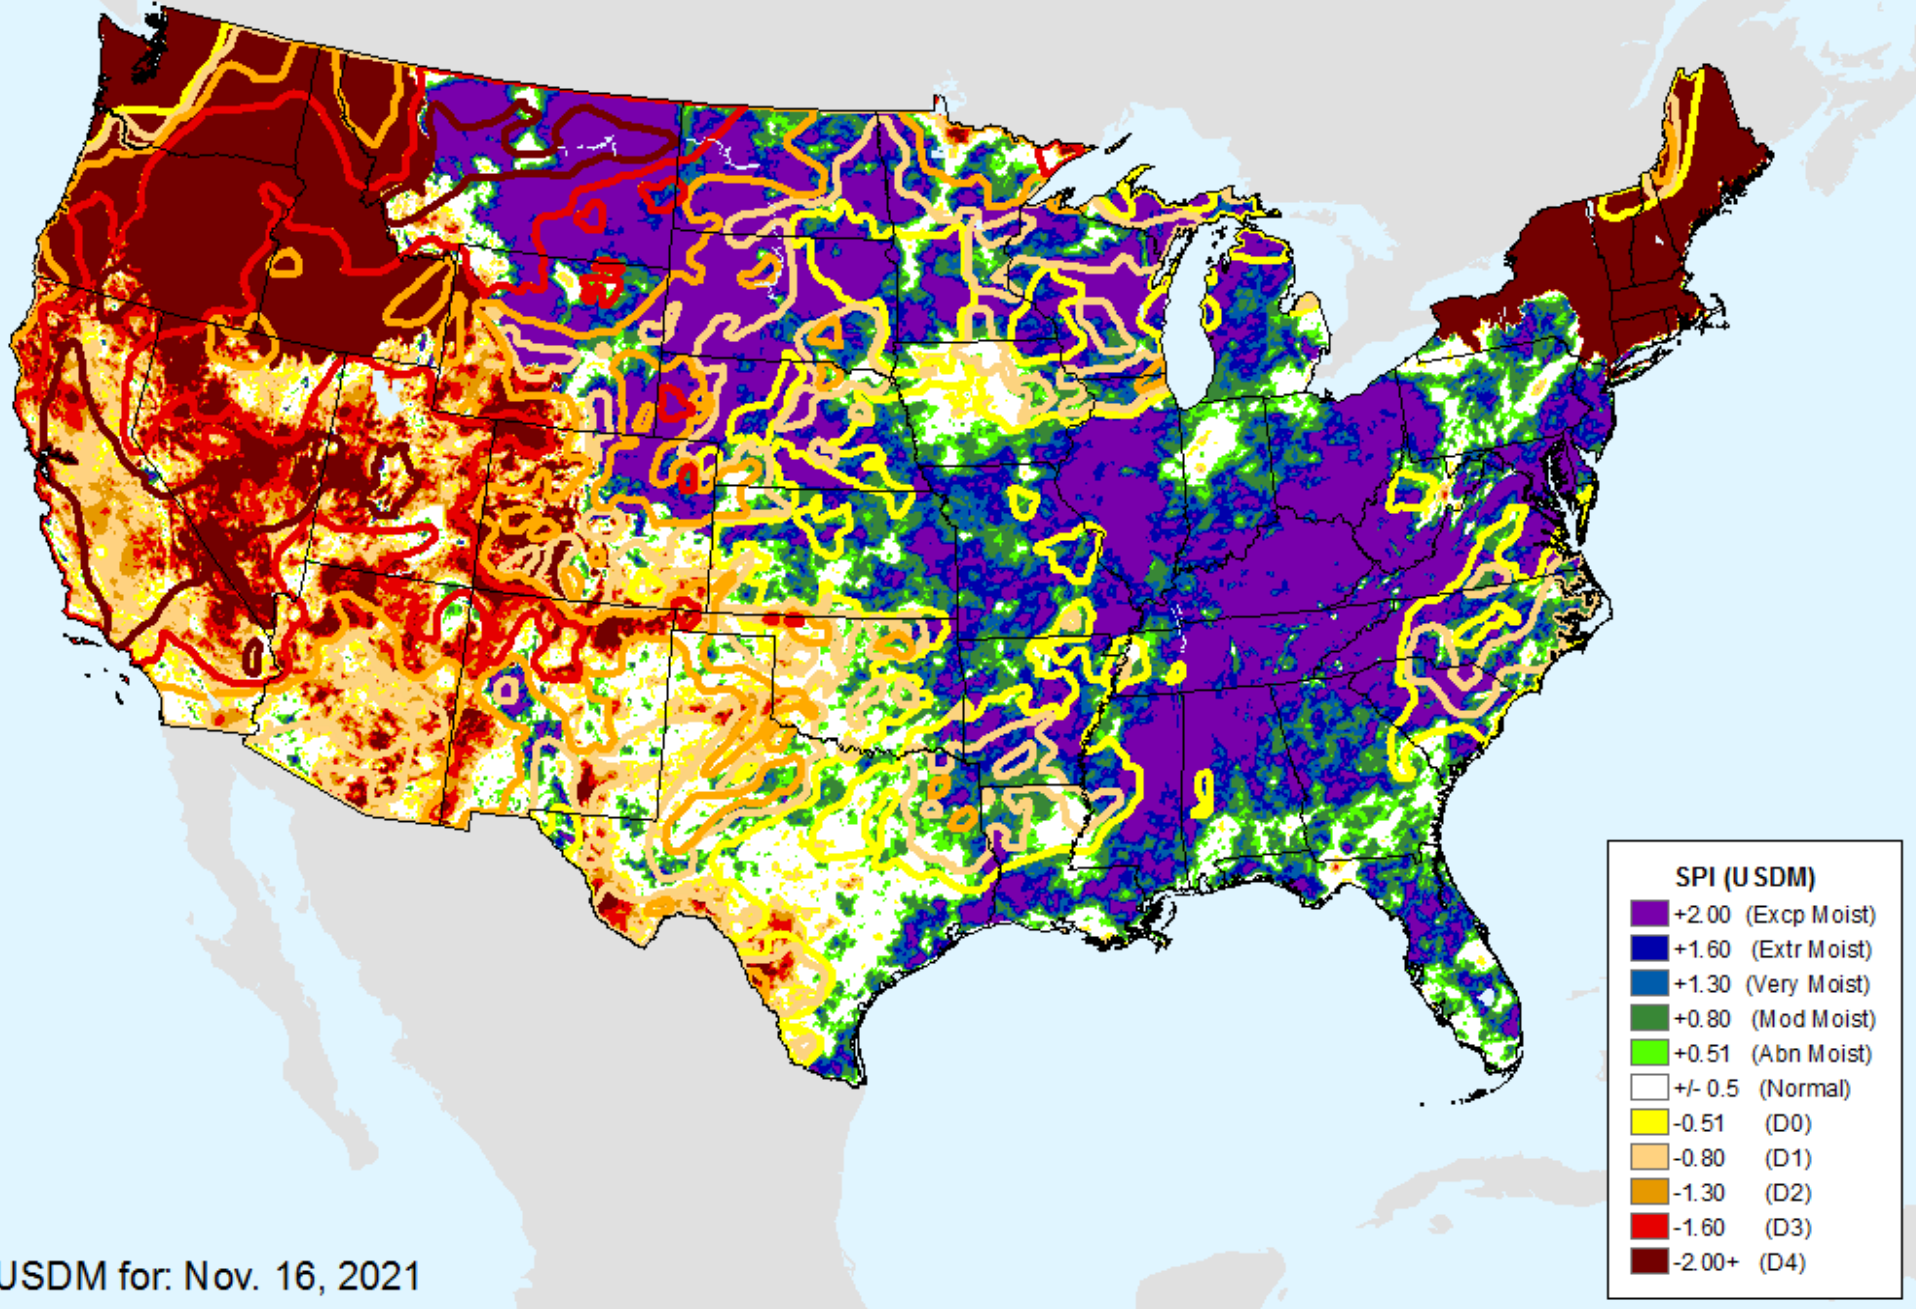 SPI (USDM)
+2.00 (Excp Moist)
+1.60 (Extr Moist)
+1.30 (Very Moist)
+0.80 (Mod Moist)
+0.51 (Abn Moist)
+/- 0.5 (Normal)
-0.51 (D0)
-0.80 (D1)
-1.30 (D2)
-1.60 (D3)
-2.00+ (D4)
USDM for: Nov. 16, 2021